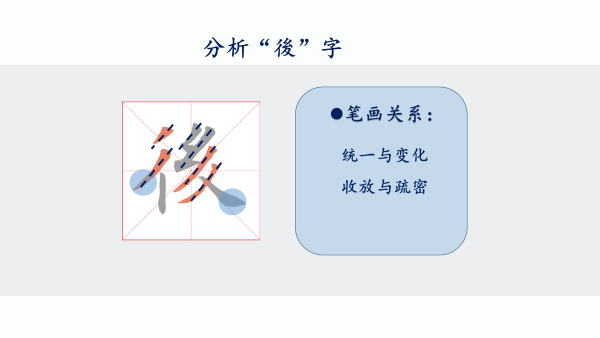 分析“後”字
後
●笔画关系：
统一与变化
收放与疏密